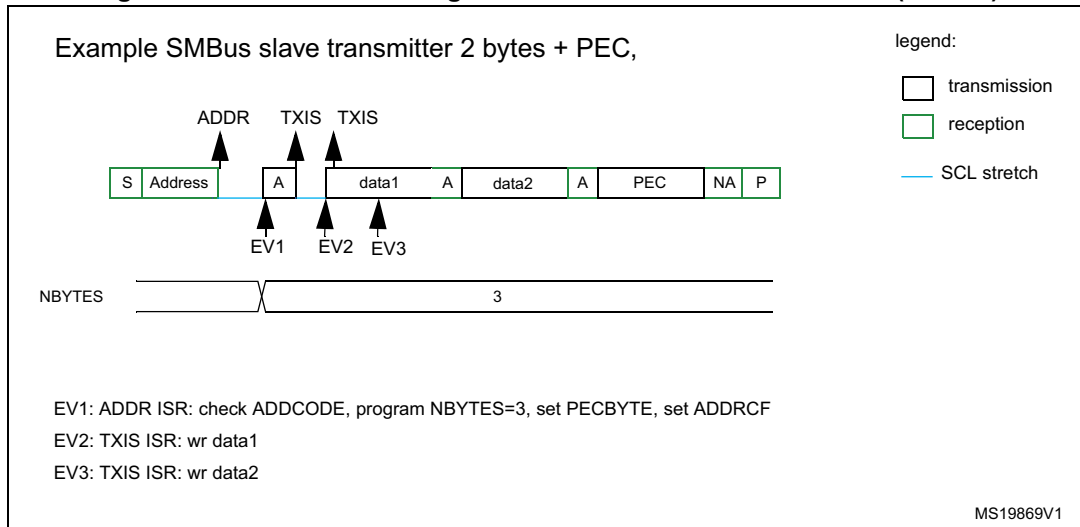 Example SMBus slave transmitter 2 bytes + PEC,
legend:
transmission
reception
SCL stretch
ADDR TXIS TXIS
S Address A data1 A data2 A PEC NA P
EV1 EV2 EV3
NBYTES 3
EV1: ADDR ISR: check ADDCODE, program NBYTES=3, set PECBYTE, set ADDRCF
EV2: TXIS ISR: wr data1
EV3: TXIS ISR: wr data2
MS19869V1